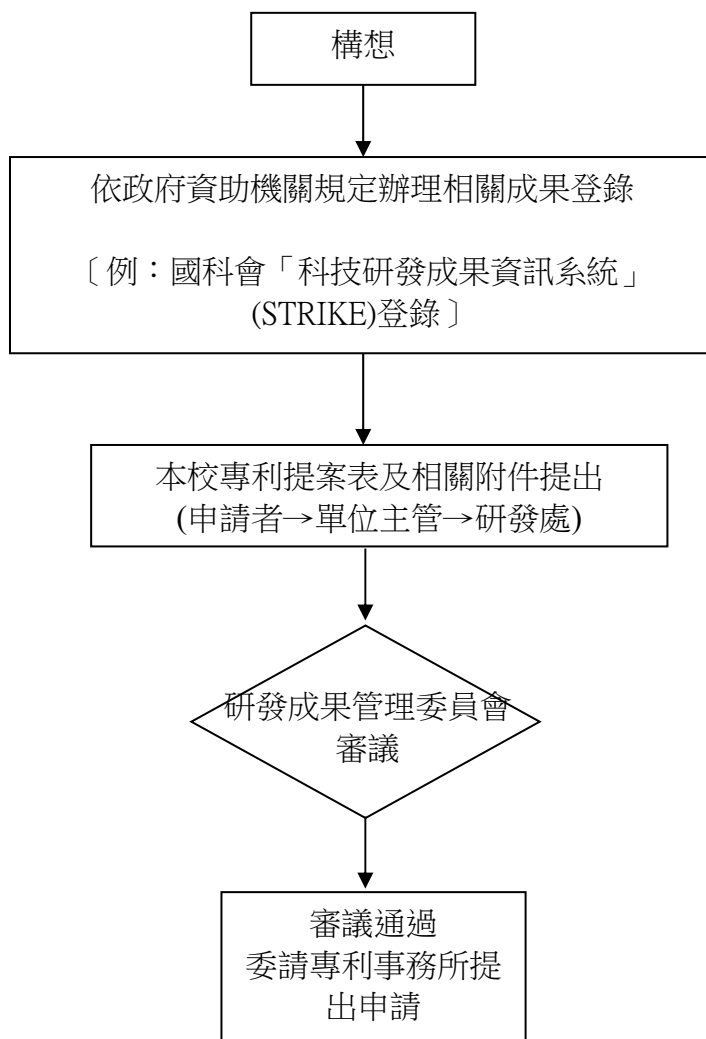 構想
依政府資助機關規定辦理相關成果登錄
〔例：國科會「科技研發成果資訊系統」
(STRIKE)登錄〕
本校專利提案表及相關附件提出
(申請者→單位主管→研發處)
研發成果管理委員會
審議
審議通過
委請專利事務所提
出申請